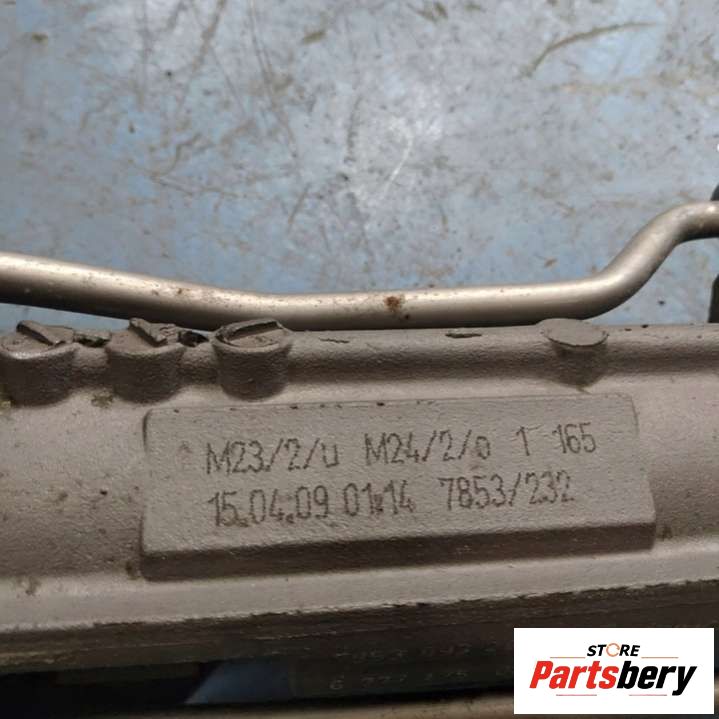 M23/2/u M24/2/o 1 165
15.04.09 01:14 7853/232
STORE
Partsbery